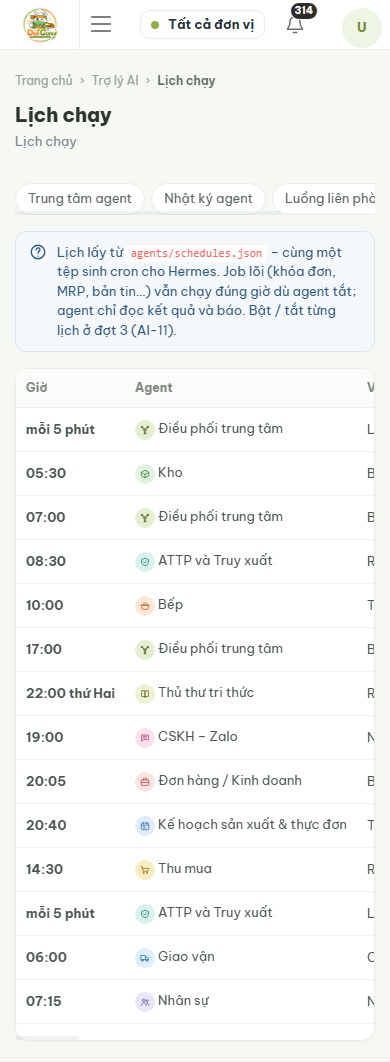 Tất cả đơn vị
314
U
Trang chủ > Trợ lý AI > Lịch chạy
Lịch chạy
Lịch chạy
Trung tâm agent
Nhật ký agent
Luồng liên phò
Lịch lấy từ agents/schedules.json – cùng một
tệp sinh cron cho Hermes. Job lõi (khóa đơn,
MRP, bản tin…) vẫn chạy đúng giờ dù agent tắt;
agent chỉ đọc kết quả và báo. Bật / tắt từng
lịch ở đợt 3 (AI-11).
Giờ Agent V
mỗi 5 phút Điều phối trung tâm L
05:30 Kho B
07:00 Điều phối trung tâm B
08:30 ATTP và Truy xuất R
10:00 Bếp T
17:00 Điều phối trung tâm B
22:00 thứ Hai Thủ thư tri thức R
19:00 CSKH – Zalo N
20:05 Đơn hàng / Kinh doanh B
20:40 Kế hoạch sản xuất & thực đơn T
14:30 Thu mua R
mỗi 5 phút ATTP và Truy xuất L
06:00 Giao vận C
07:15 Nhân sự N